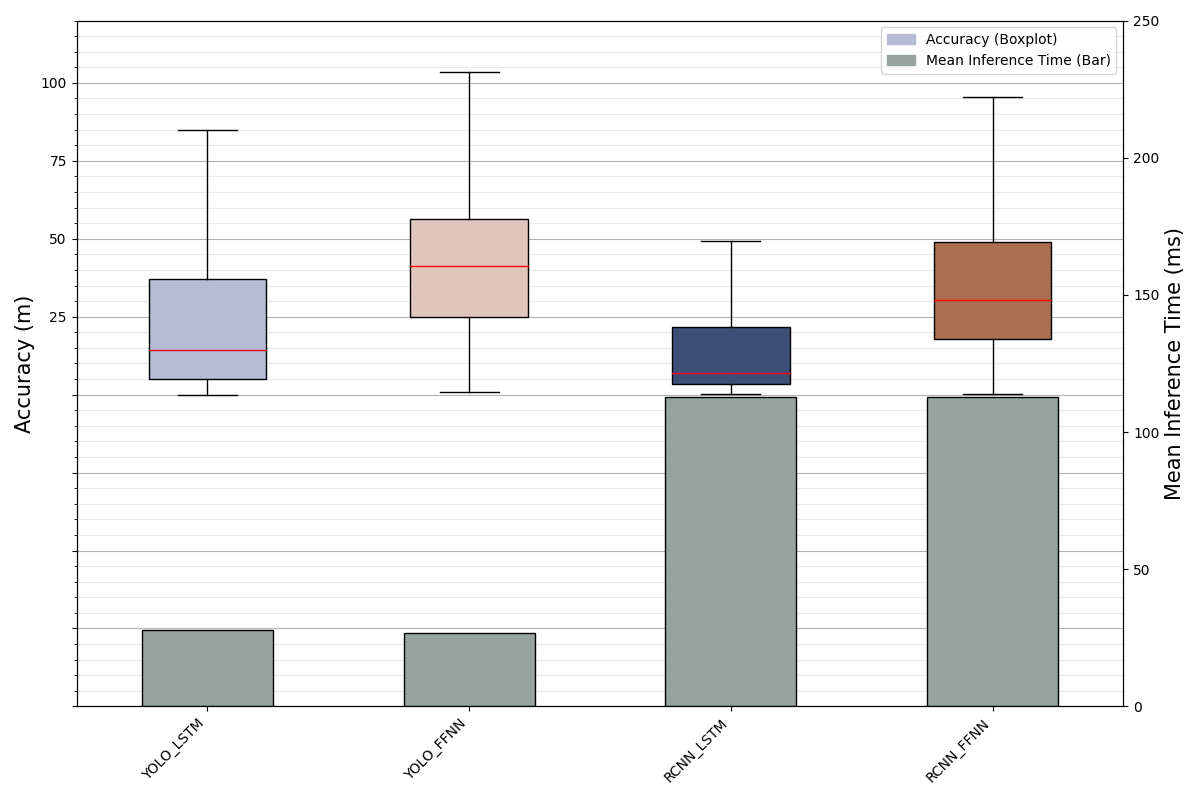 Accuracy (Boxplot)
Mean Inference Time (Bar)
100
75
50
25
Accuracy (m)
250
200
150
100
50
0
Mean Inference Time (ms)
YOLO_LSTM
YOLO_FFNN
RCNN_LSTM
RCNN_FFNN